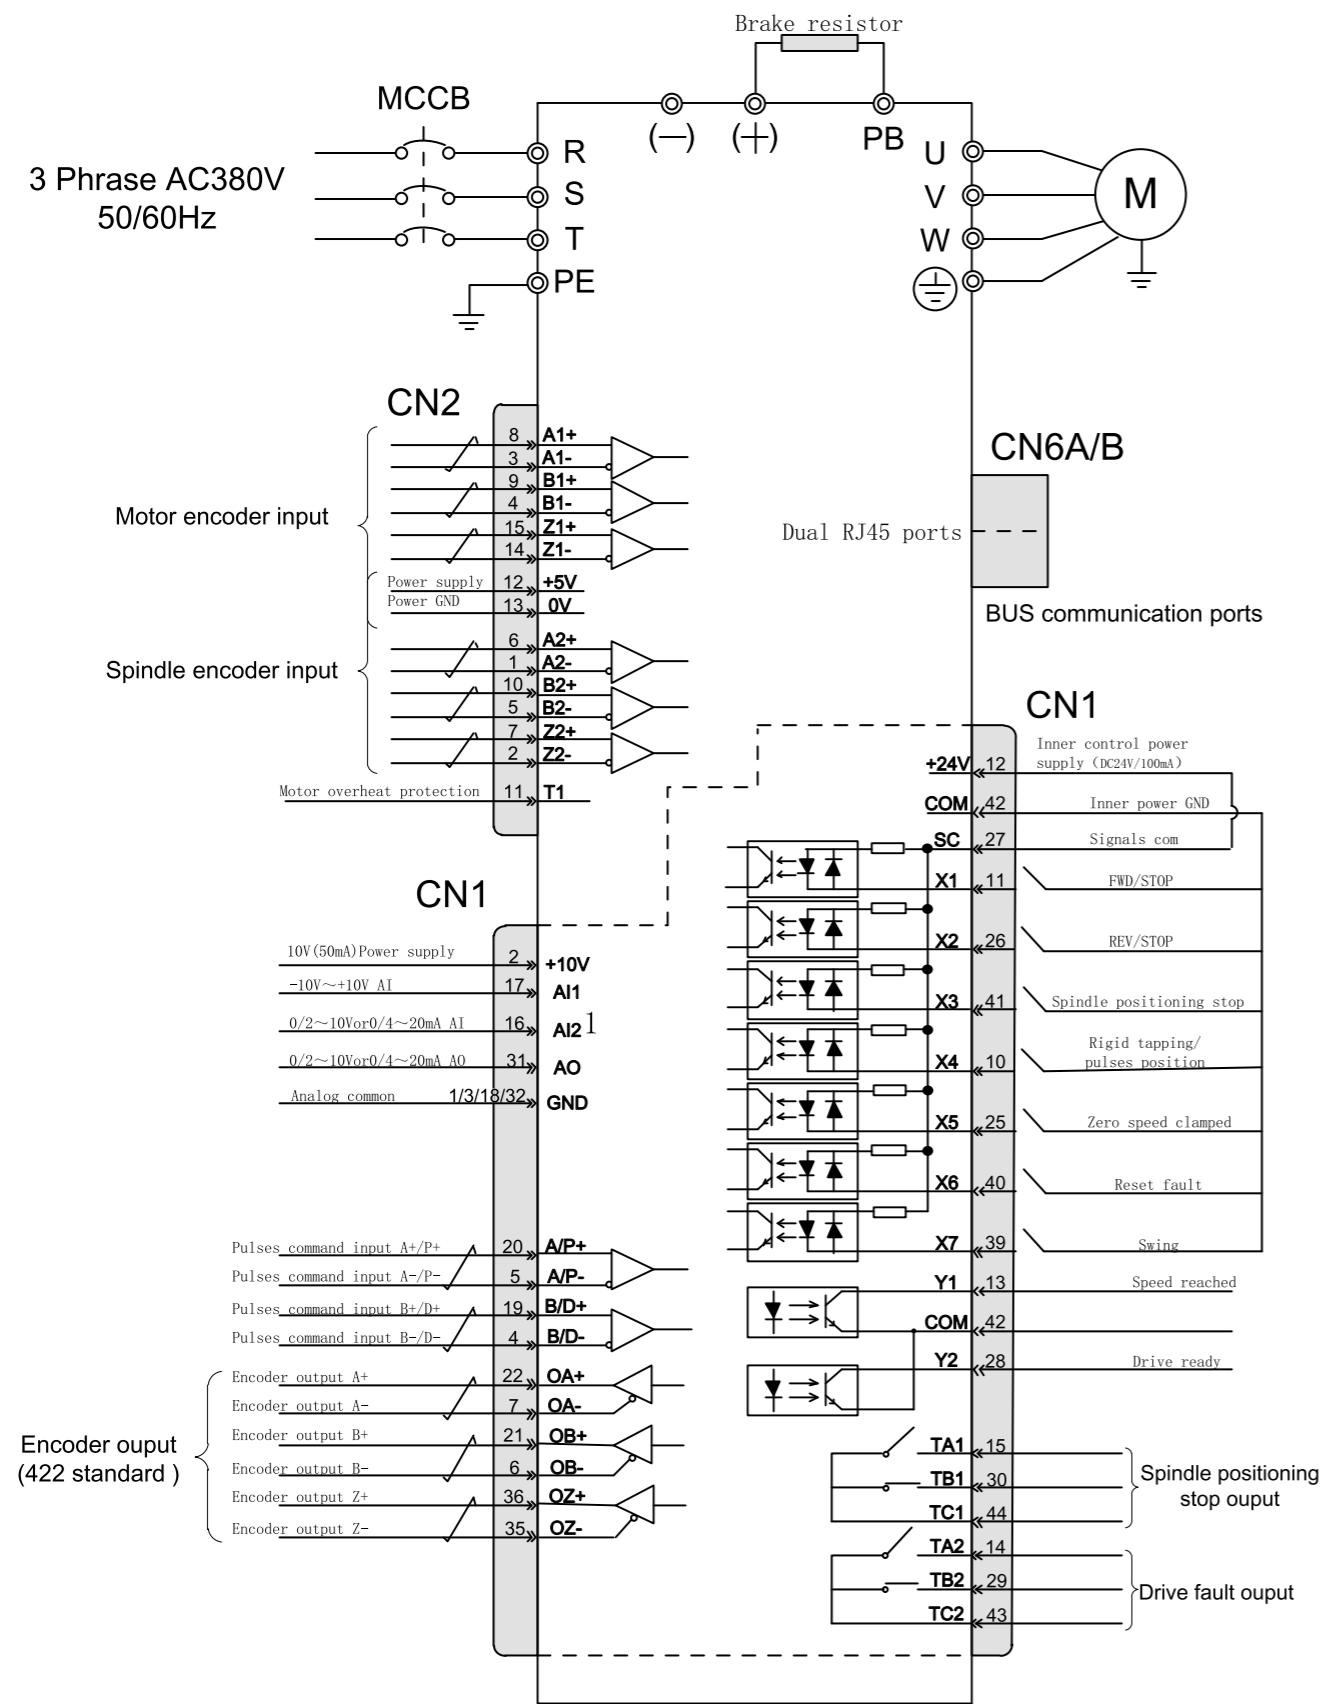 Brake resistor
MCCB
(—) (+) PB
3 Phrase AC380V
50/60Hz
R
S
T
PE
U
V
W
M
CN2
Motor encoder input
8 A1+
3 A1-
9 B1+
4 B1-
15 Z1+
14 Z1-
Power supply 12 +5V
Power GND 13 0V
Spindle encoder input
6 A2+
1 A2-
10 B2+
5 B2-
7 Z2+
2 Z2-
Motor overheat protection 11 T1
CN6A/B
Dual RJ45 ports
BUS communication ports
CN1
10V(50mA)Power supply 2 +10V
-10V～+10V AI 17 AI1
0/2～10Vor0/4～20mA AI 16 AI2 1
0/2～10Vor0/4～20mA AO 31 AO
Analog common 1/3/18/32 GND
Pulses command input A+/P+ 20 A/P+
Pulses command input A-/P- 5 A/P-
Pulses command input B+/D+ 19 B/D+
Pulses command input B-/D- 4 B/D-
Encoder ouput
(422 standard )
Encoder output A+ 22 OA+
Encoder output A- 7 OA-
Encoder output B+ 21 OB+
Encoder output B- 6 OB-
Encoder output Z+ 36 OZ+
Encoder output Z- 35 OZ-
CN1
Inner control power
+24V 12 supply (DC24V/100mA)
COM 42 Inner power GND
SC 27 Signals com
X1 11 FWD/STOP
X2 26 REV/STOP
X3 41 Spindle positioning stop
Rigid tapping/
X4 10 pulses position
X5 25 Zero speed clamped
X6 40 Reset fault
X7 39 Swing
Y1 13 Speed reached
COM 42
Y2 28 Drive ready
TA1 15
TB1 30
TC1 44
Spindle positioning
stop ouput
TA2 14
TB2 29
TC2 43
Drive fault ouput